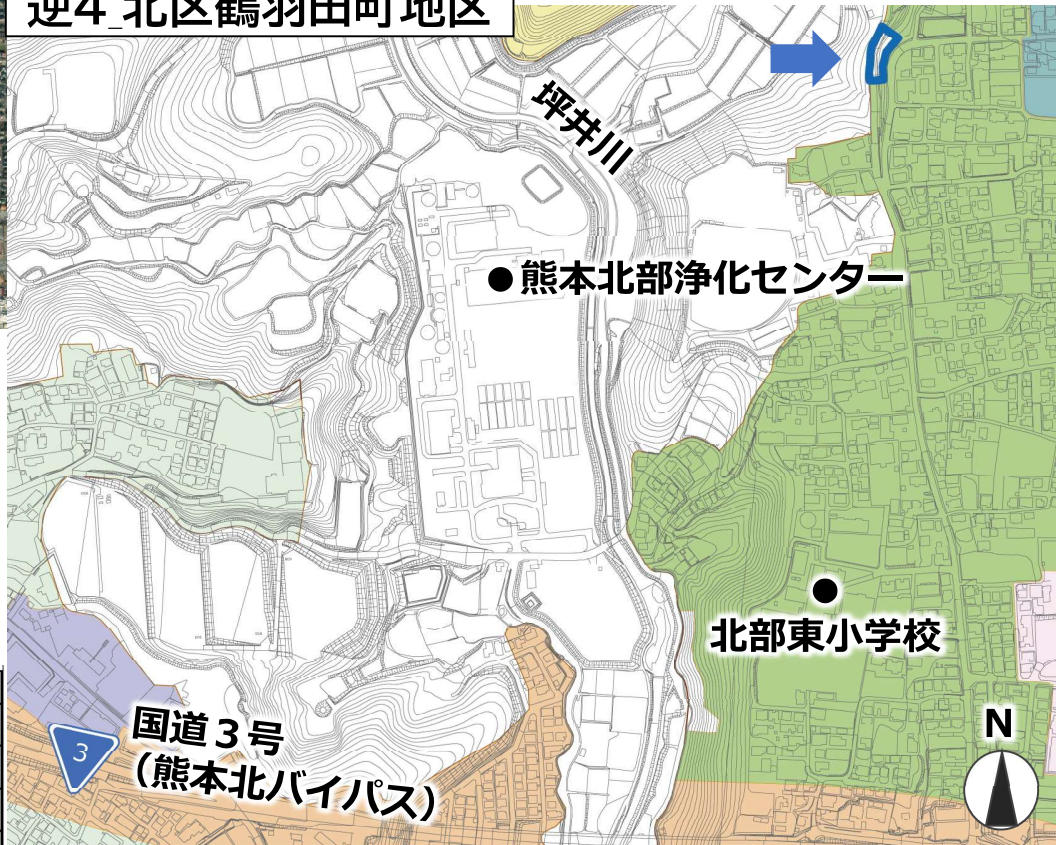 逆4_北区鶴羽田町地区
坪井川
●熊本北部浄化センター
北部東小学校
国道３号
（熊本北バイパス）
3
N